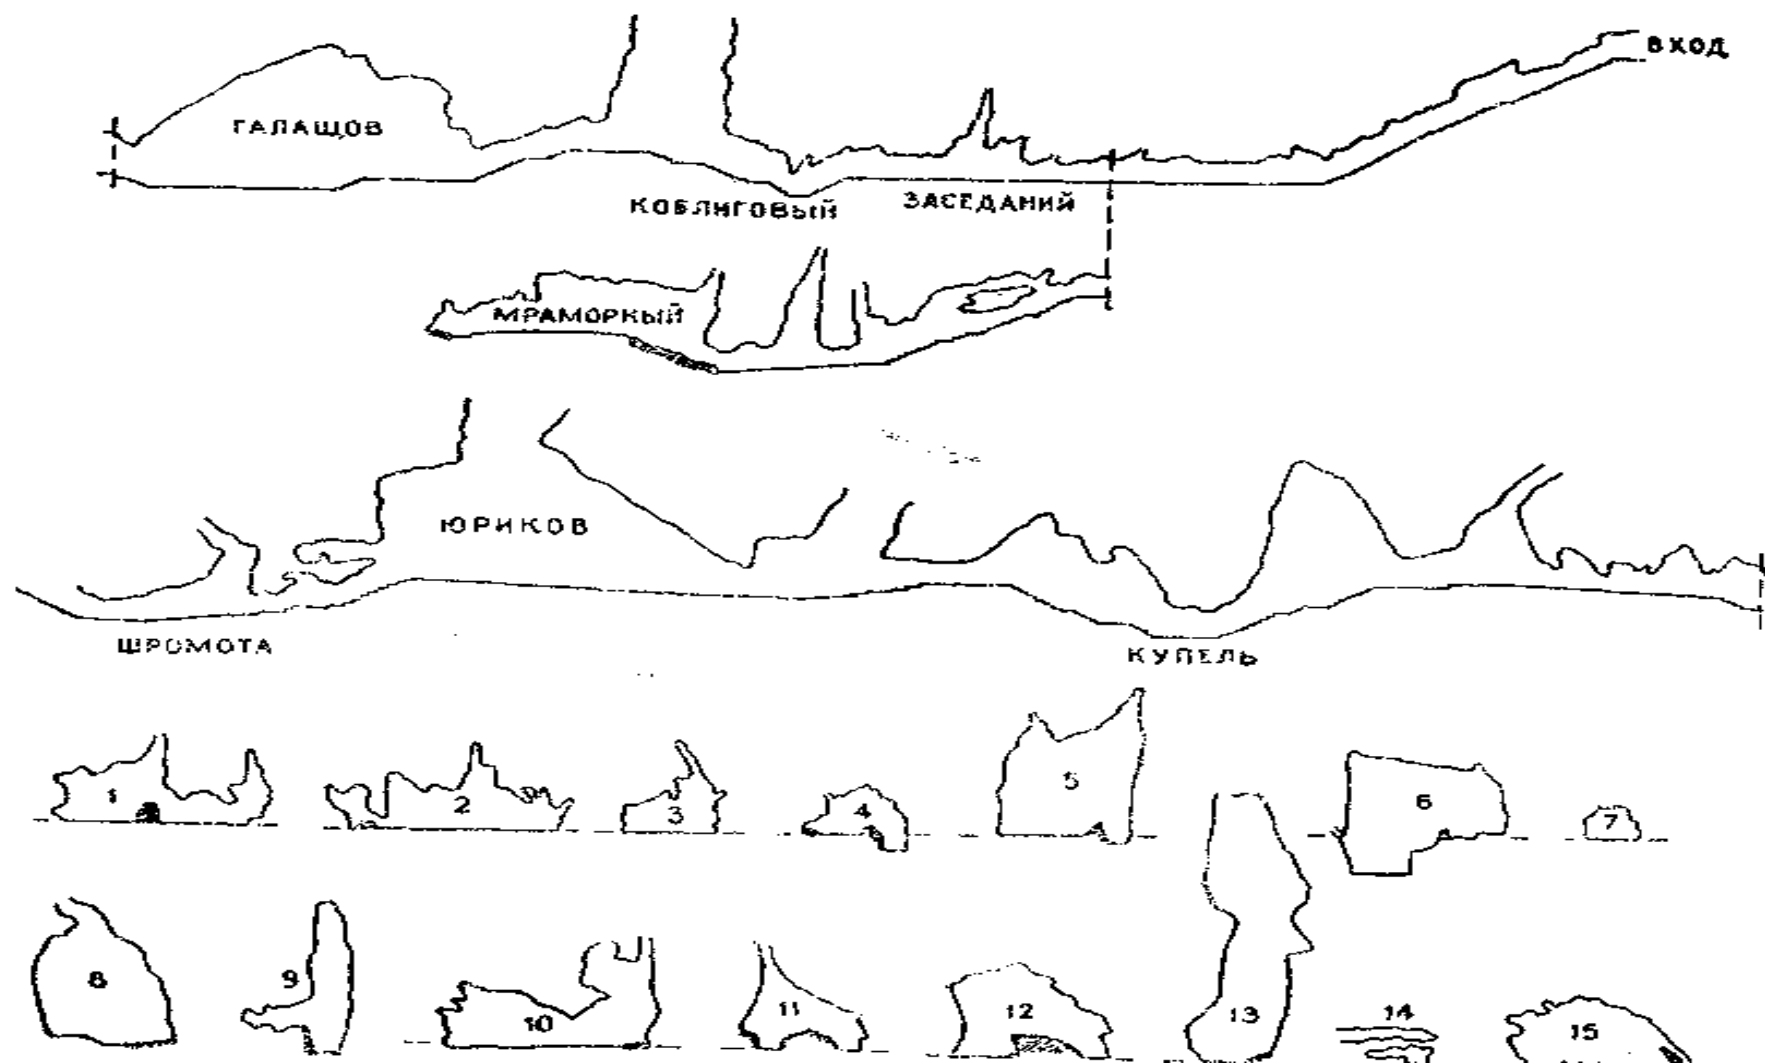 ВХОД
ГАЛАЩОВ
КОБЛИГОВЫЙ
ЗАСЕДАНИЙ
МРАМОРНЫЙ
ЮРИКОВ
ШРОМОТА
КУПЕЛЬ
1 2 3 4 5 6 7
8 9 10 11 12 13 14 15